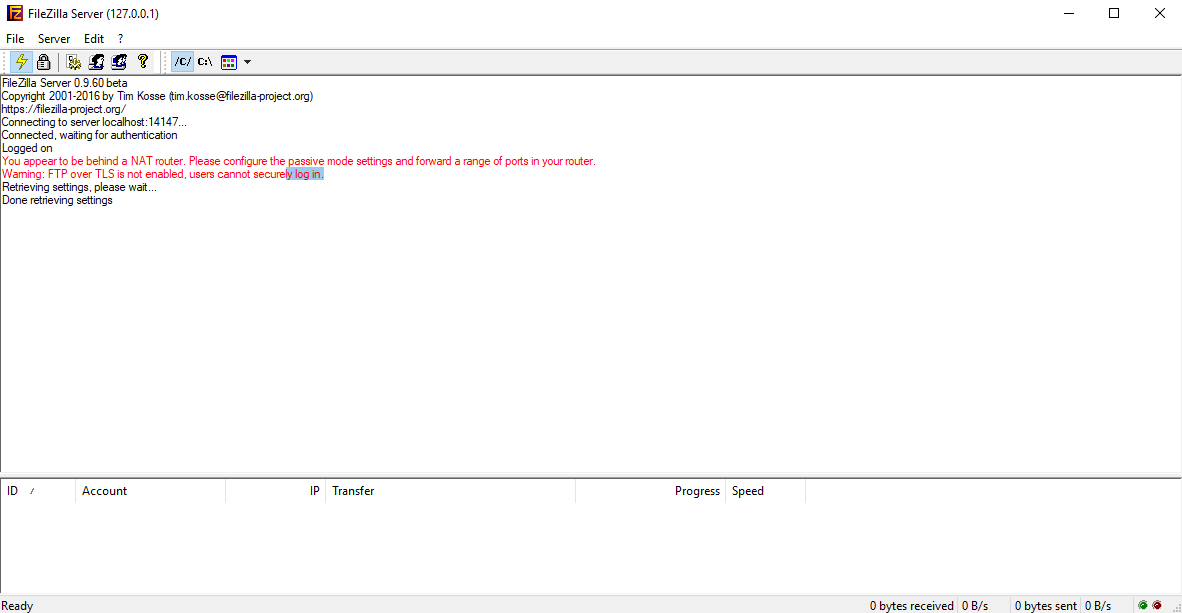 FileZilla Server (127.0.0.1)
File Server Edit ?
/C/ C:\
FileZilla Server 0.9.60 beta
Copyright 2001-2016 by Tim Kosse (tim.kosse@filezilla-project.org)
https://filezilla-project.org/
Connecting to server localhost:14147...
Connected, waiting for authentication
Logged on
You appear to be behind a NAT router. Please configure the passive mode settings and forward a range of ports in your router.
Warning: FTP over TLS is not enabled, users cannot securely log in.
Retrieving settings, please wait...
Done retrieving settings
ID / Account IP Transfer Progress Speed
Ready 0 bytes received 0 B/s 0 bytes sent 0 B/s